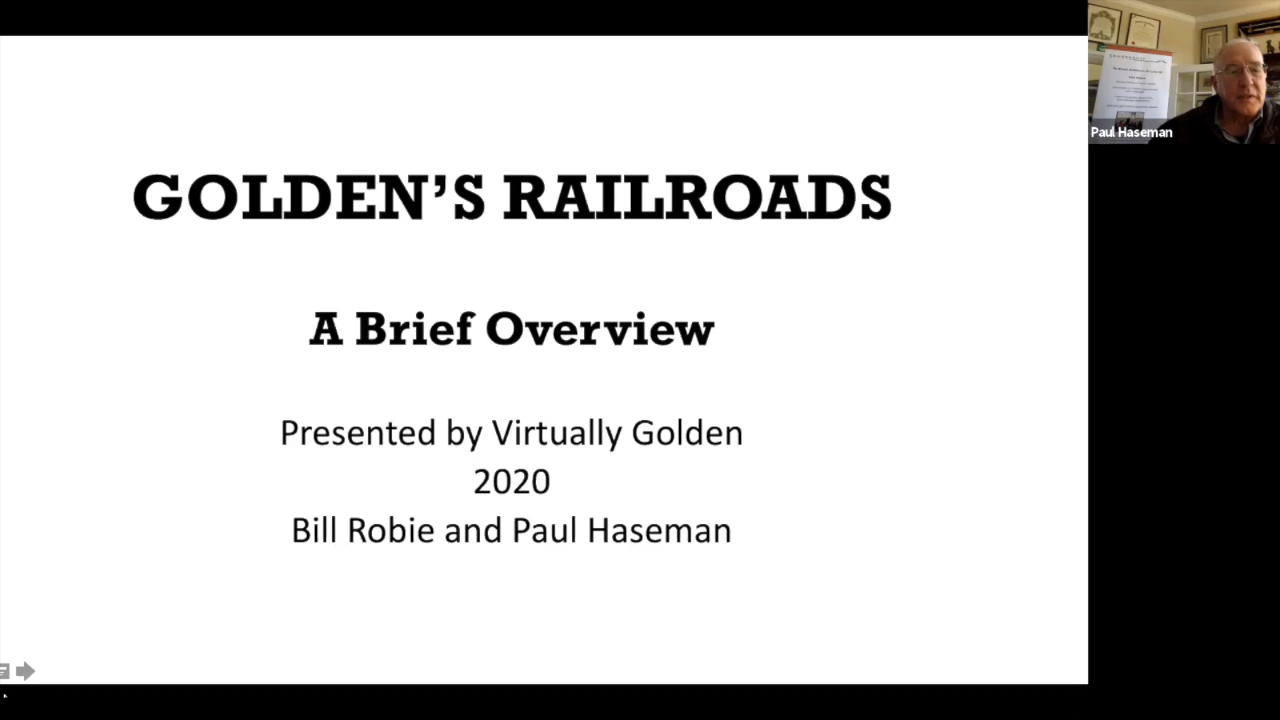 GOLDEN’S RAILROADS
A Brief Overview
Presented by Virtually Golden
2020
Bill Robie and Paul Haseman
Paul Haseman